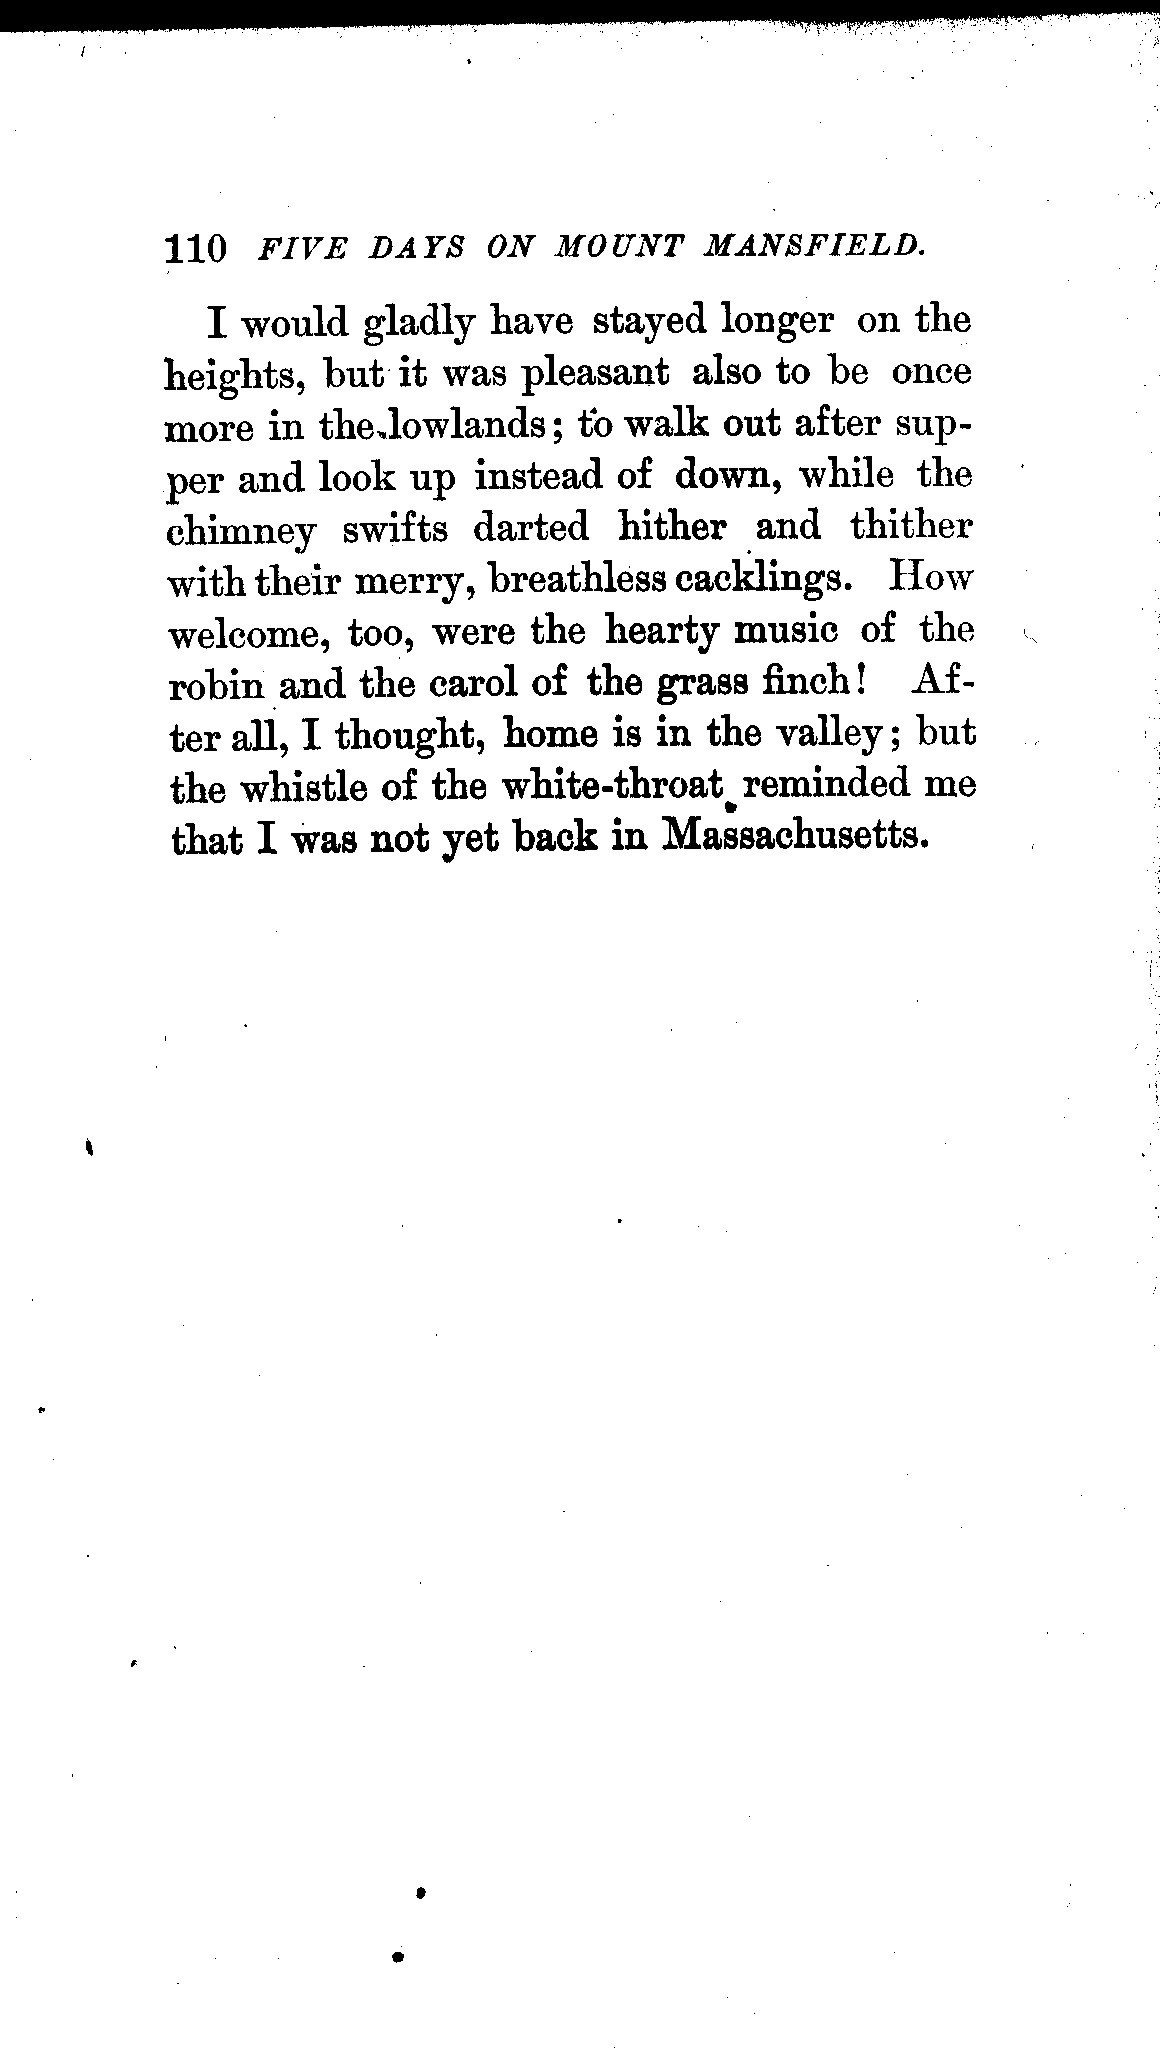 110 FIVE DAYS ON MOUNT MANSFIELD.
I would gladly have stayed longer on the
heights, but it was pleasant also to be once
more in the lowlands; to walk out after sup-
per and look up instead of down, while the
chimney swifts darted hither and thither
with their merry, breathless cacklings. How
welcome, too, were the hearty music of the
robin and the carol of the grass finch! Af-
ter all, I thought, home is in the valley; but
the whistle of the white-throat reminded me
that I was not yet back in Massachusetts.